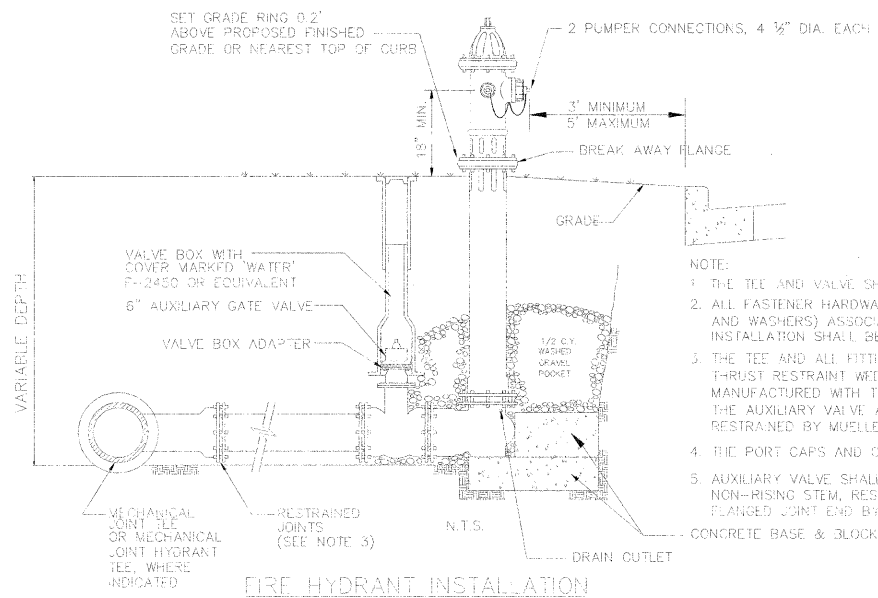 SET GRADE RING 0.2'
ABOVE PROPOSED FINISHED
GRADE OR NEAREST TOP OF CURB
2 PUMPER CONNECTIONS, 4 ½" DIA. EACH
3' MINIMUM
5' MAXIMUM
18" MIN.
BREAK AWAY FLANGE
GRADE
VARIABLE DEPTH
VALVE BOX WITH
COVER MARKED 'WATER'
OR EQUIVALENT
6" AUXILIARY GATE VALVE
VALVE BOX ADAPTER
1/2 C.Y.
WASHED
GRAVEL
POCKET
NOTE:
1. THE TEE AND VALVE SH
2. ALL FASTENER HARDWA
AND WASHERS) ASSOCI
INSTALLATION SHALL BE
3. THE TEE AND ALL FITTI
THRUST RESTRAINT WED
MANUFACTURED WITH T
THE AUXILIARY VALVE A
RESTRAINED BY MUELLE
4. THE PORT CAPS AND C
5. AUXILIARY VALVE SHALL
NON-RISING STEM, RES
FLANGED JOINT END BY
CONCRETE BASE & BLOCK
MECHANICAL
JOINT TEE
OR MECHANICAL
JOINT HYDRANT
TEE, WHERE
INDICATED
RESTRAINED
JOINTS
(SEE NOTE 3)
N.T.S.
DRAIN OUTLET
FIRE HYDRANT INSTALLATION